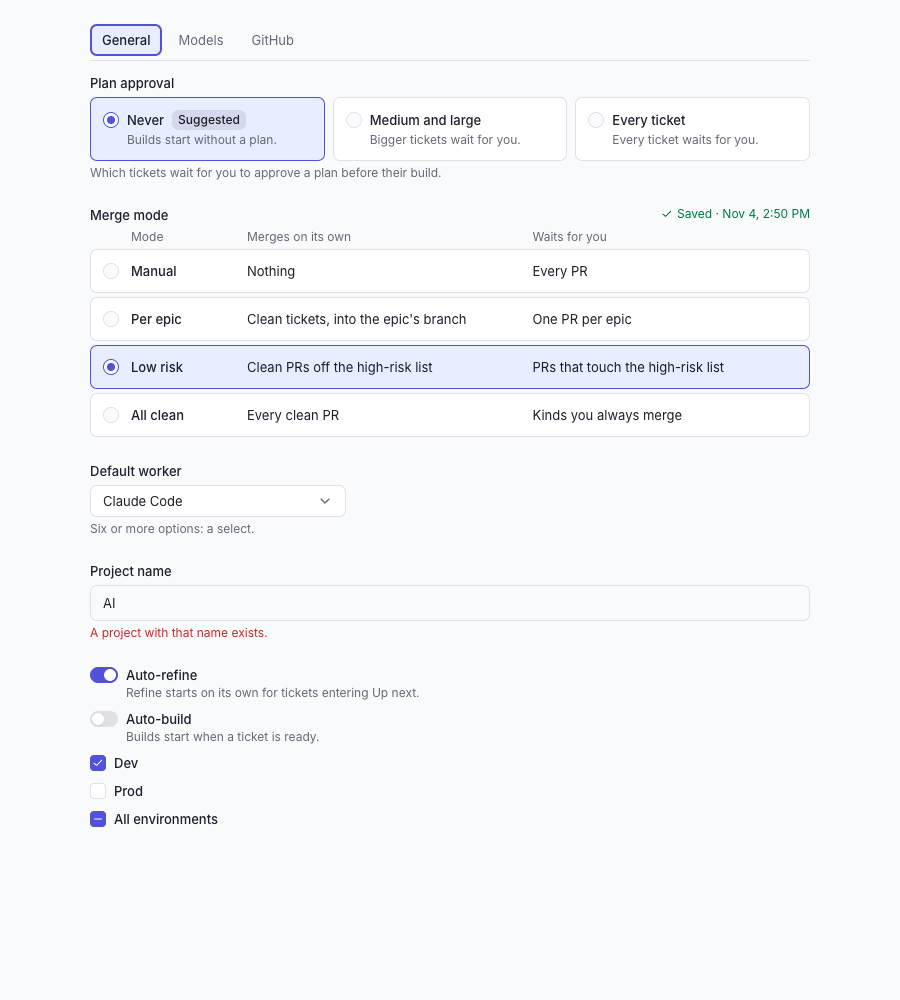 General Models GitHub
Plan approval
Never Suggested
Builds start without a plan.
Medium and large
Bigger tickets wait for you.
Every ticket
Every ticket waits for you.
Which tickets wait for you to approve a plan before their build.
Merge mode
Saved · Nov 4, 2:50 PM
Mode Merges on its own Waits for you
Manual Nothing Every PR
Per epic Clean tickets, into the epic's branch One PR per epic
Low risk Clean PRs off the high-risk list PRs that touch the high-risk list
All clean Every clean PR Kinds you always merge
Default worker
Claude Code
Six or more options: a select.
Project name
AI
A project with that name exists.
Auto-refine
Refine starts on its own for tickets entering Up next.
Auto-build
Builds start when a ticket is ready.
Dev
Prod
All environments